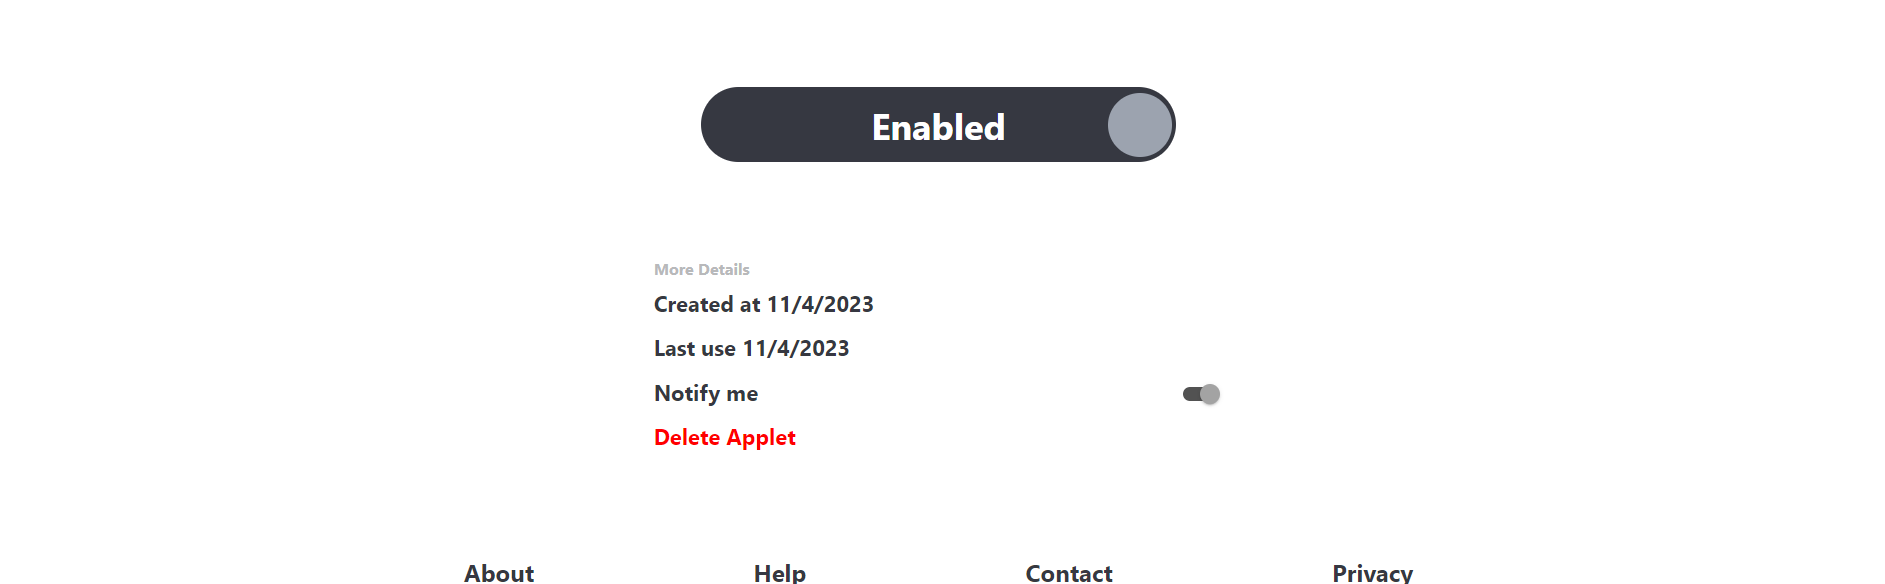 Enabled
More Details
Created at 11/4/2023
Last use 11/4/2023
Notify me
Delete Applet
About Help Contact Privacy